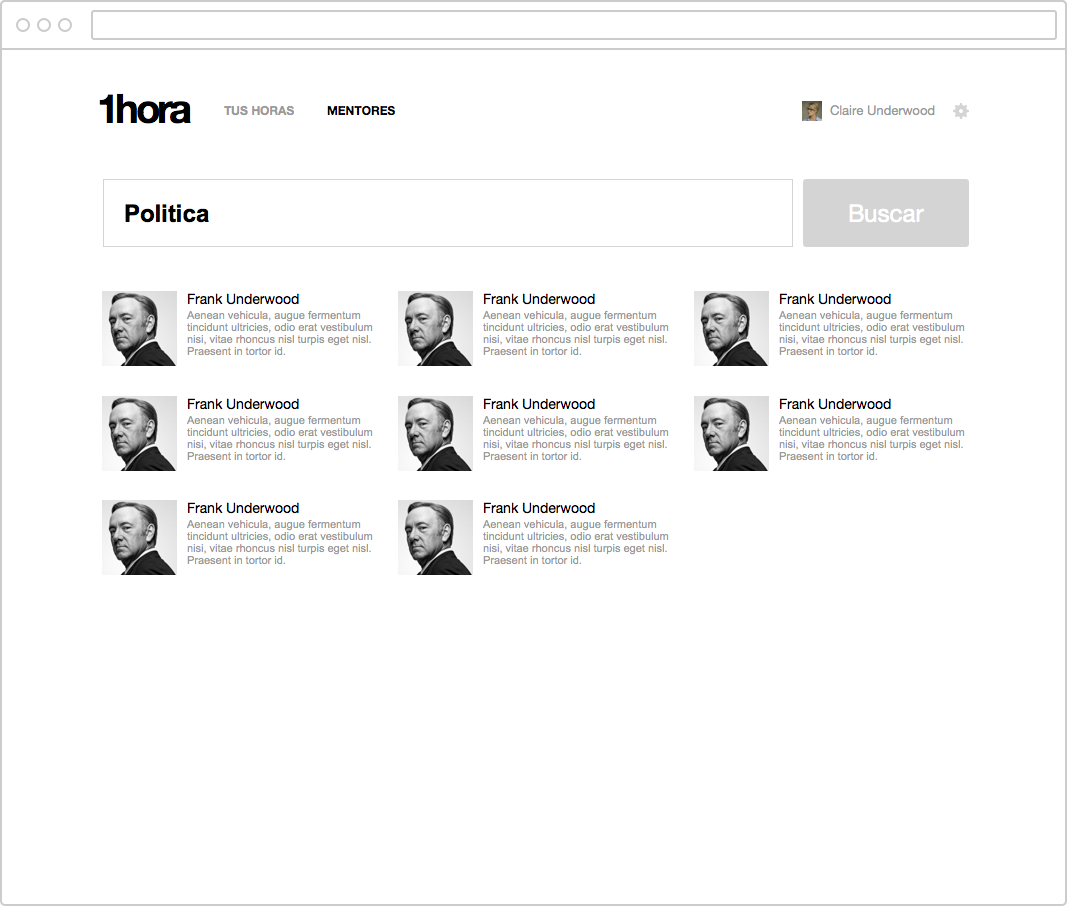 1hora
TUS HORAS
MENTORES
Claire Underwood
Politica
Buscar
Frank Underwood
Aenean vehicula, augue fermentum
tincidunt ultricies, odio erat vestibulum
nisi, vitae rhoncus nisl turpis eget nisl.
Praesent in tortor id.
Frank Underwood
Aenean vehicula, augue fermentum
tincidunt ultricies, odio erat vestibulum
nisi, vitae rhoncus nisl turpis eget nisl.
Praesent in tortor id.
Frank Underwood
Aenean vehicula, augue fermentum
tincidunt ultricies, odio erat vestibulum
nisi, vitae rhoncus nisl turpis eget nisl.
Praesent in tortor id.
Frank Underwood
Aenean vehicula, augue fermentum
tincidunt ultricies, odio erat vestibulum
nisi, vitae rhoncus nisl turpis eget nisl.
Praesent in tortor id.
Frank Underwood
Aenean vehicula, augue fermentum
tincidunt ultricies, odio erat vestibulum
nisi, vitae rhoncus nisl turpis eget nisl.
Praesent in tortor id.
Frank Underwood
Aenean vehicula, augue fermentum
tincidunt ultricies, odio erat vestibulum
nisi, vitae rhoncus nisl turpis eget nisl.
Praesent in tortor id.
Frank Underwood
Aenean vehicula, augue fermentum
tincidunt ultricies, odio erat vestibulum
nisi, vitae rhoncus nisl turpis eget nisl.
Praesent in tortor id.
Frank Underwood
Aenean vehicula, augue fermentum
tincidunt ultricies, odio erat vestibulum
nisi, vitae rhoncus nisl turpis eget nisl.
Praesent in tortor id.